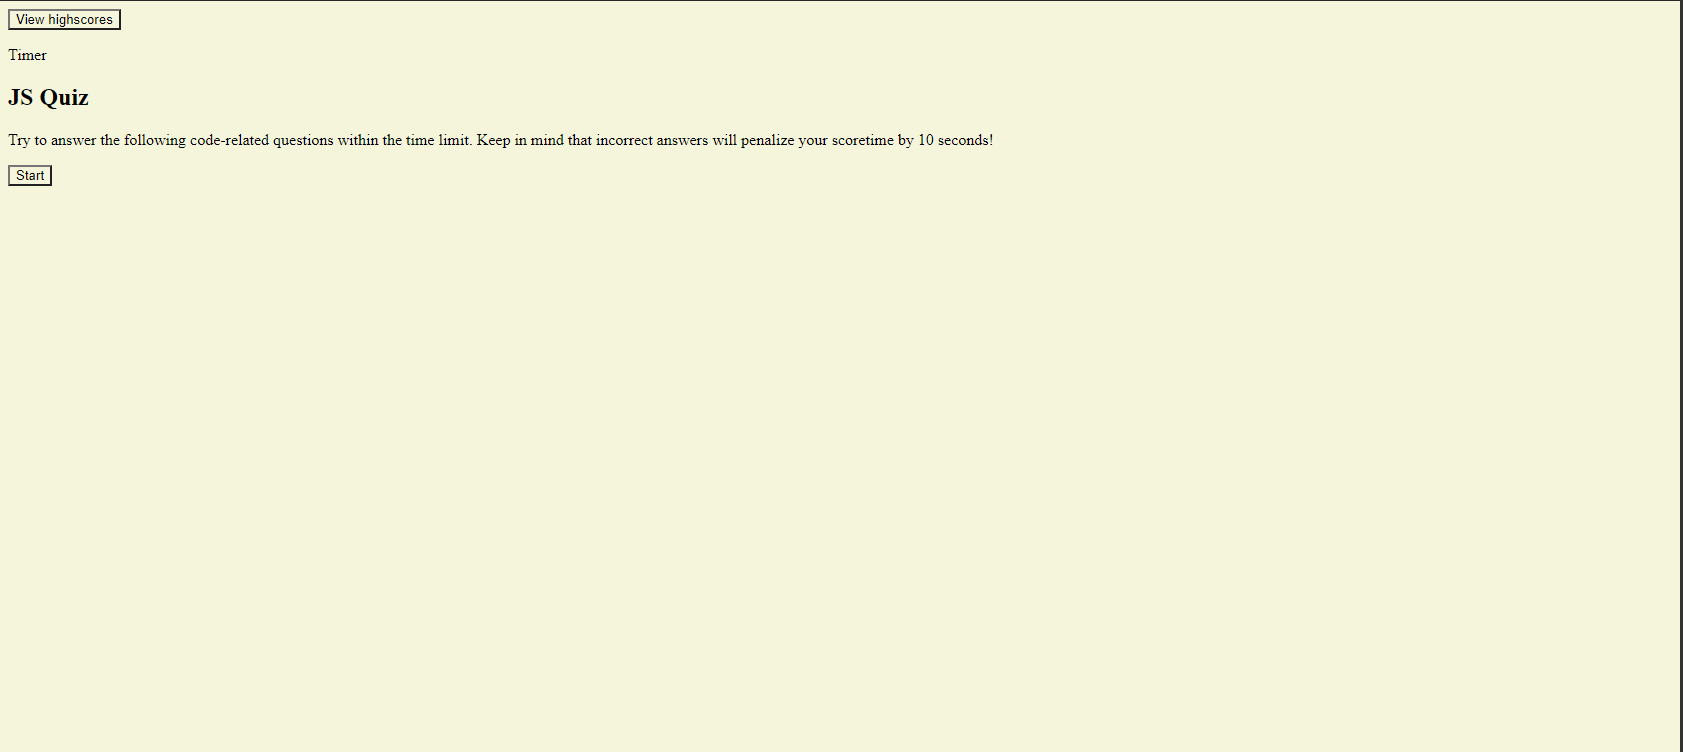 View highscores
Timer
JS Quiz
Try to answer the following code-related questions within the time limit. Keep in mind that incorrect answers will penalize your scoretime by 10 seconds!
Start